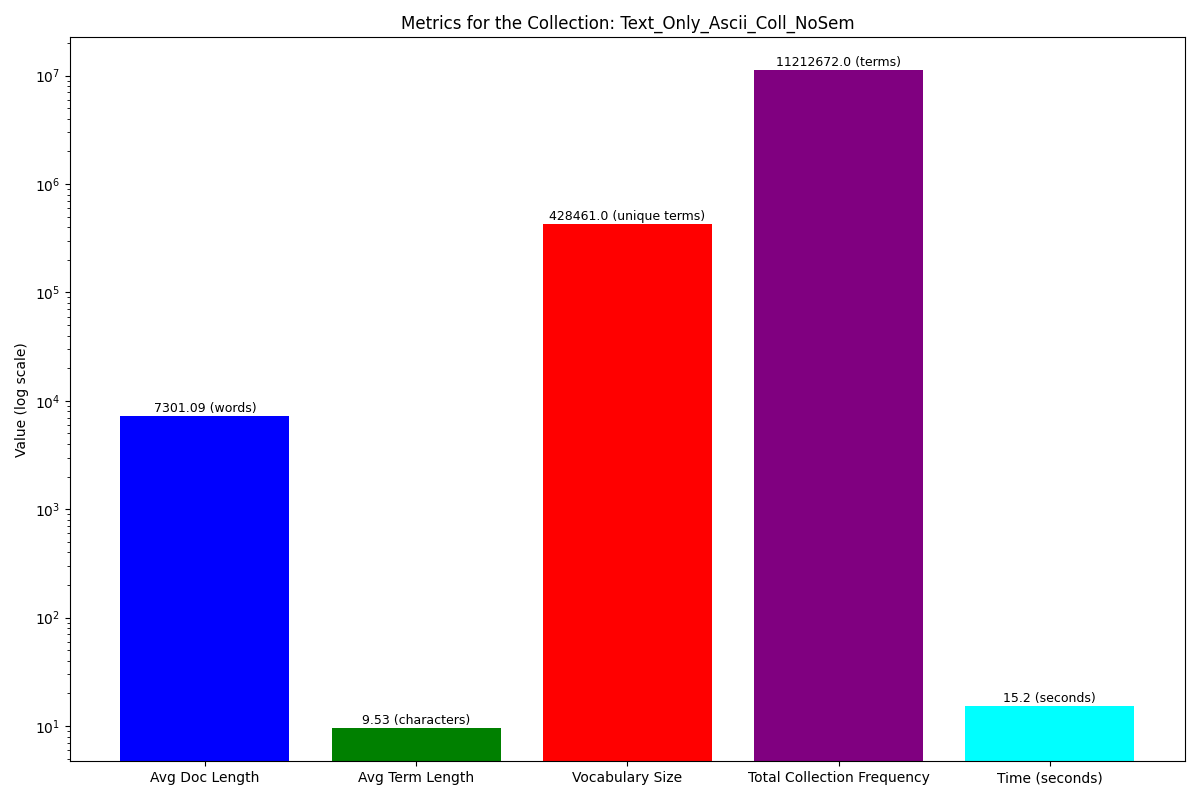 Metrics for the Collection: Text_Only_Ascii_Coll_NoSem
Value (log scale)
10^7
10^6
10^5
10^4
10^3
10^2
10^1
7301.09 (words)
9.53 (characters)
428461.0 (unique terms)
11212672.0 (terms)
15.2 (seconds)
Avg Doc Length
Avg Term Length
Vocabulary Size
Total Collection Frequency
Time (seconds)